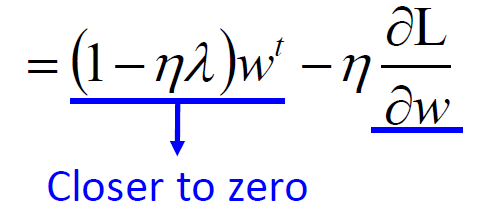 = (1 − ηλ)w^t − η ∂L/∂w
Closer to zero